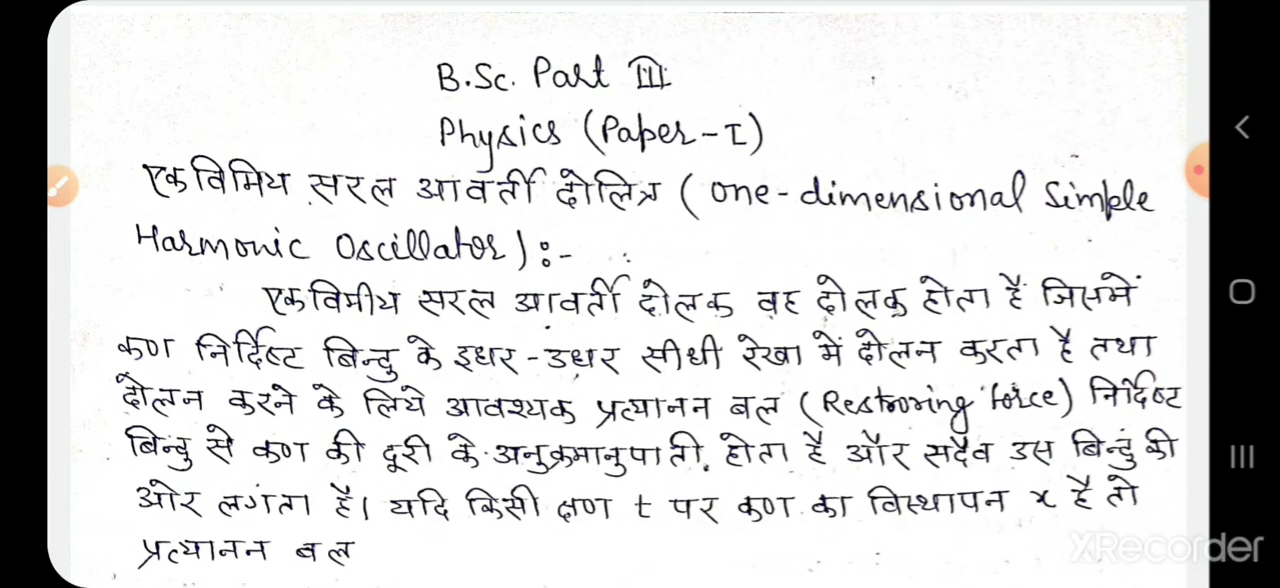 B.Sc. Part III
Physics (Paper-I)
एकविमिय सरल आवर्ती दोलित्र ( One-dimensional Simple
Harmonic Oscillator ) :-
एकविमीय सरल आवर्ती दोलक वह दोलक होता है जिसमें
कण निर्दिष्ट बिन्दु के इधर-उधर सीधी रेखा में दोलन करता है तथा
दोलन करने के लिये आवश्यक प्रत्यानन बल (Restroring force) निर्दिष्ट
बिन्दु से कण की दूरी के अनुक्रमानुपाती होता है और सदैव उस बिन्दु की
ओर लगता है। यदि किसी क्षण t पर कण का विस्थापन x है तो
प्रत्यानन बल
XRecorder